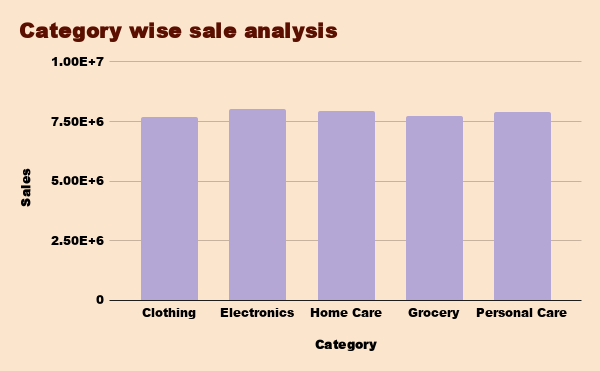 Category wise sale analysis
1.00E+7
7.50E+6
5.00E+6
2.50E+6
0
Sales
Clothing Electronics Home Care Grocery Personal Care
Category